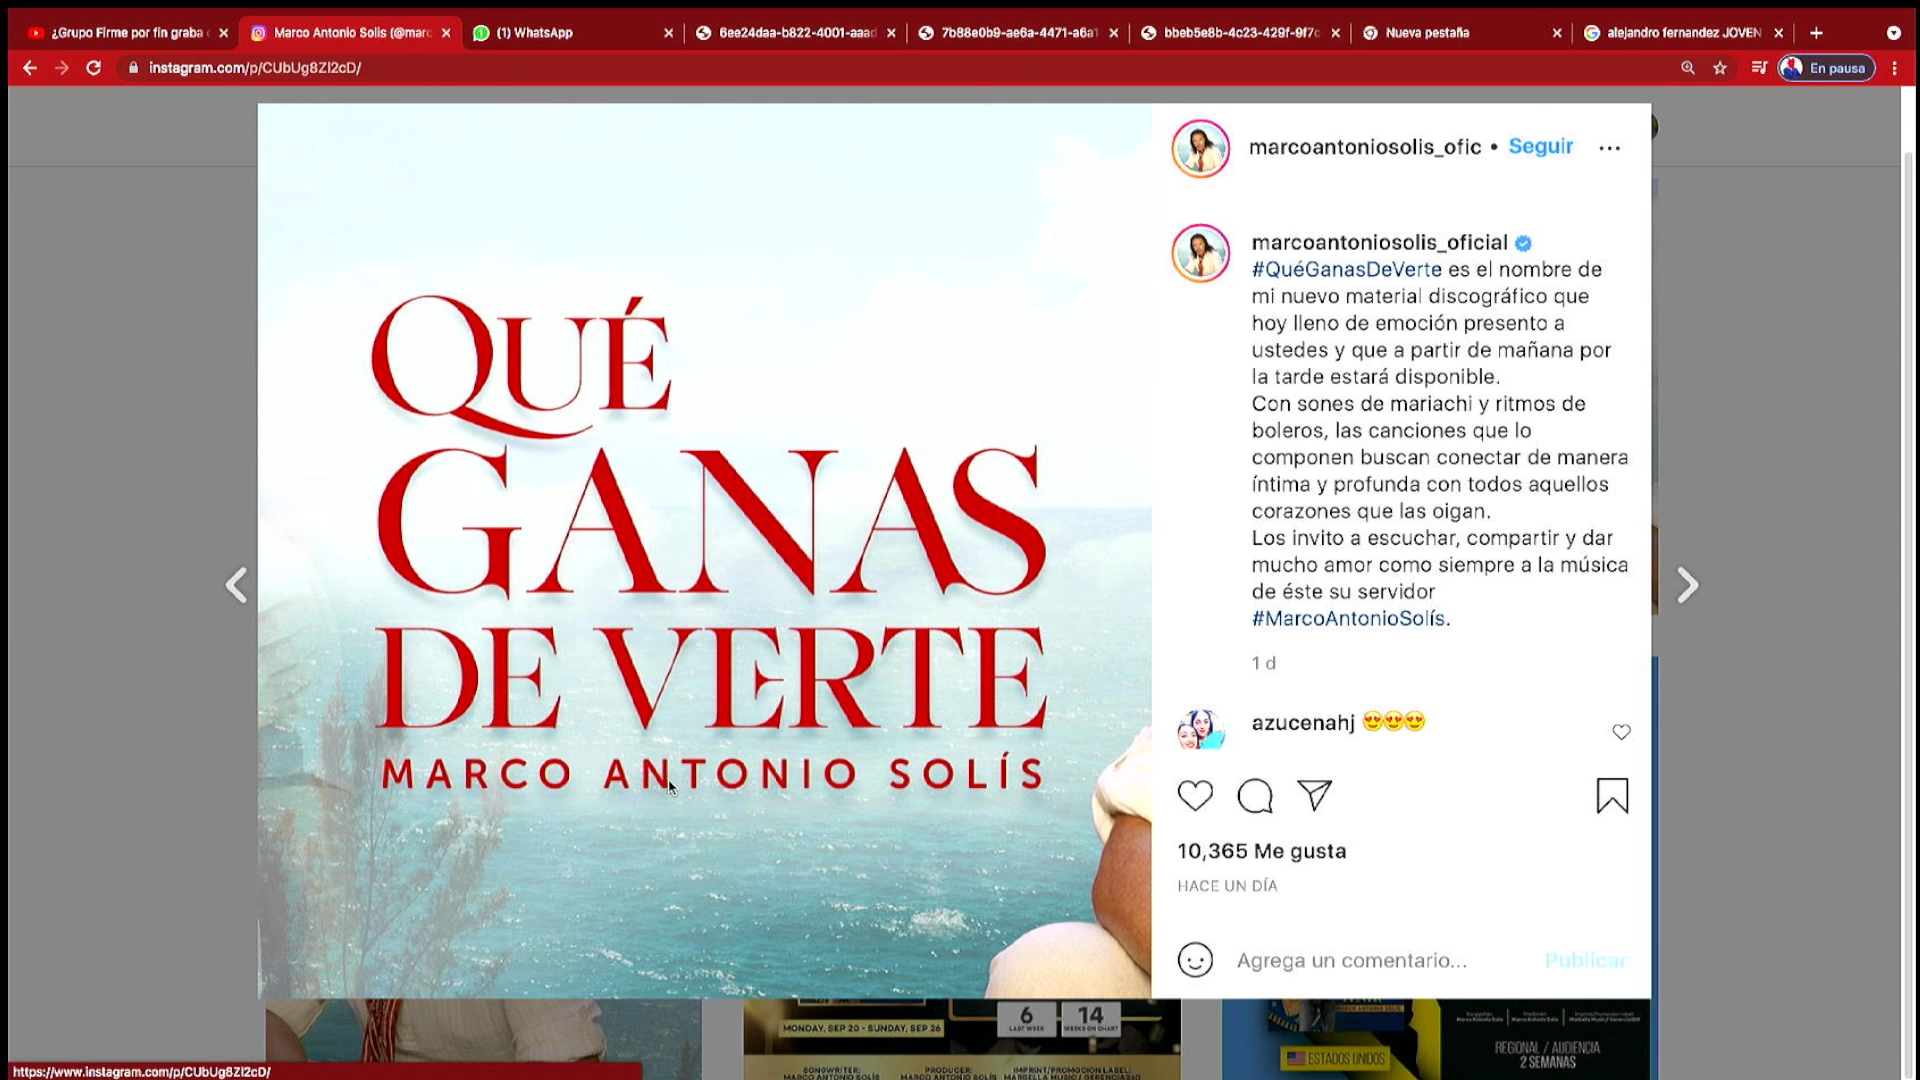 ¿Grupo Firme por fin graba
Marco Antonio Solis (@marc
(1) WhatsApp
6ee24daa-b822-4001-aaad
7b88e0b9-ae6a-4471-a6a1
bbeb5e8b-4c23-429f-9f7c
Nueva pestaña
alejandro fernandez JOVEN
instagram.com/p/CUbUg8Zl2cD/
En pausa
QUÉ
GANAS
DE VERTE
MARCO ANTONIO SOLÍS
marcoantoniosolis_ofic • Seguir
marcoantoniosolis_oficial
#QuéGanasDeVerte es el nombre de
mi nuevo material discográfico que
hoy lleno de emoción presento a
ustedes y que a partir de mañana por
la tarde estará disponible.
Con sones de mariachi y ritmos de
boleros, las canciones que lo
componen buscan conectar de manera
íntima y profunda con todos aquellos
corazones que las oigan.
Los invito a escuchar, compartir y dar
mucho amor como siempre a la música
de éste su servidor
#MarcoAntonioSolís.
1 d
azucenahj 😍😍😍
10,365 Me gusta
HACE UN DÍA
Agrega un comentario...
Publicar
MONDAY, SEP 20 - SUNDAY, SEP 26
6
LAST WEEK
14
WEEKS ON CHART
SONGWRITER:
MARCO ANTONIO SOLÍS
PRODUCER:
MARCO ANTONIO SOLÍS
IMPRINT/PROMOTION LABEL:
MARBELLA MUSIC / GERENCIA360
ESTADOS UNIDOS
REGIONAL / AUDIENCIA
2 SEMANAS
https://www.instagram.com/p/CUbUg8Zl2cD/